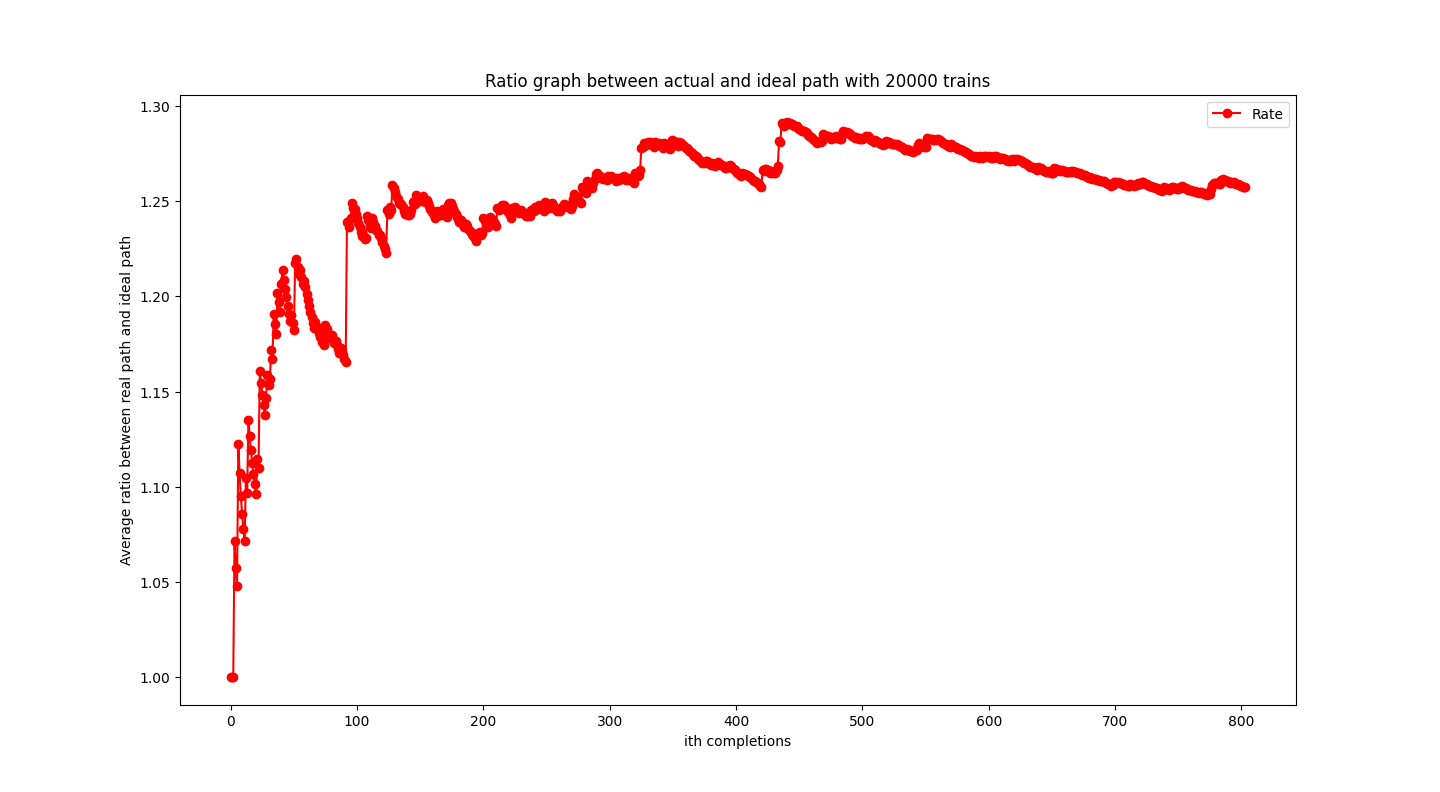 Ratio graph between actual and ideal path with 20000 trains
Rate
Average ratio between real path and ideal path
1.30
1.25
1.20
1.15
1.10
1.05
1.00
0 100 200 300 400 500 600 700 800
ith completions